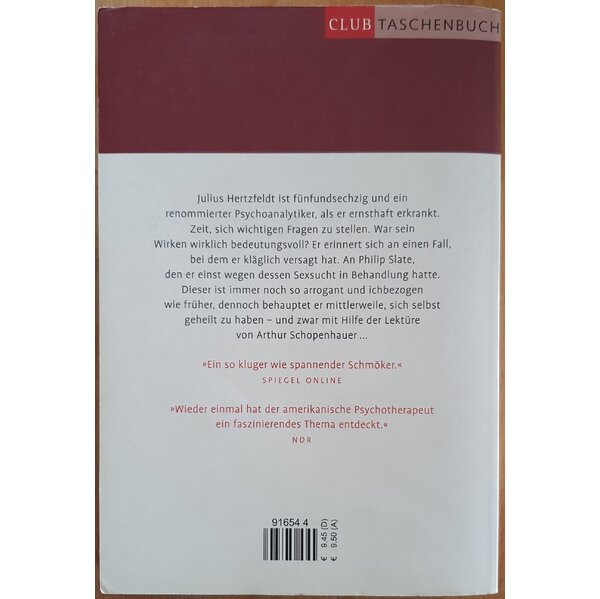 CLUB TASCHENBUCH
Julius Hertzfeldt ist fünfundsechzig und ein
renommierter Psychoanalytiker, als er ernsthaft erkrankt.
Zeit, sich wichtigen Fragen zu stellen. War sein
Wirken wirklich bedeutungsvoll? Er erinnert sich an einen Fall,
bei dem er kläglich versagt hat. An Philip Slate,
den er einst wegen dessen Sexsucht in Behandlung hatte.
Dieser ist immer noch so arrogant und ichbezogen
wie früher, dennoch behauptet er mittlerweile, sich selbst
geheilt zu haben – und zwar mit Hilfe der Lektüre
von Arthur Schopenhauer ...
»Ein so kluger wie spannender Schmöker.«
SPIEGEL ONLINE
»Wieder einmal hat der amerikanische Psychotherapeut
ein faszinierendes Thema entdeckt.«
NDR
91654 4
€ 9.45 (D)
€ 9.50 (A)